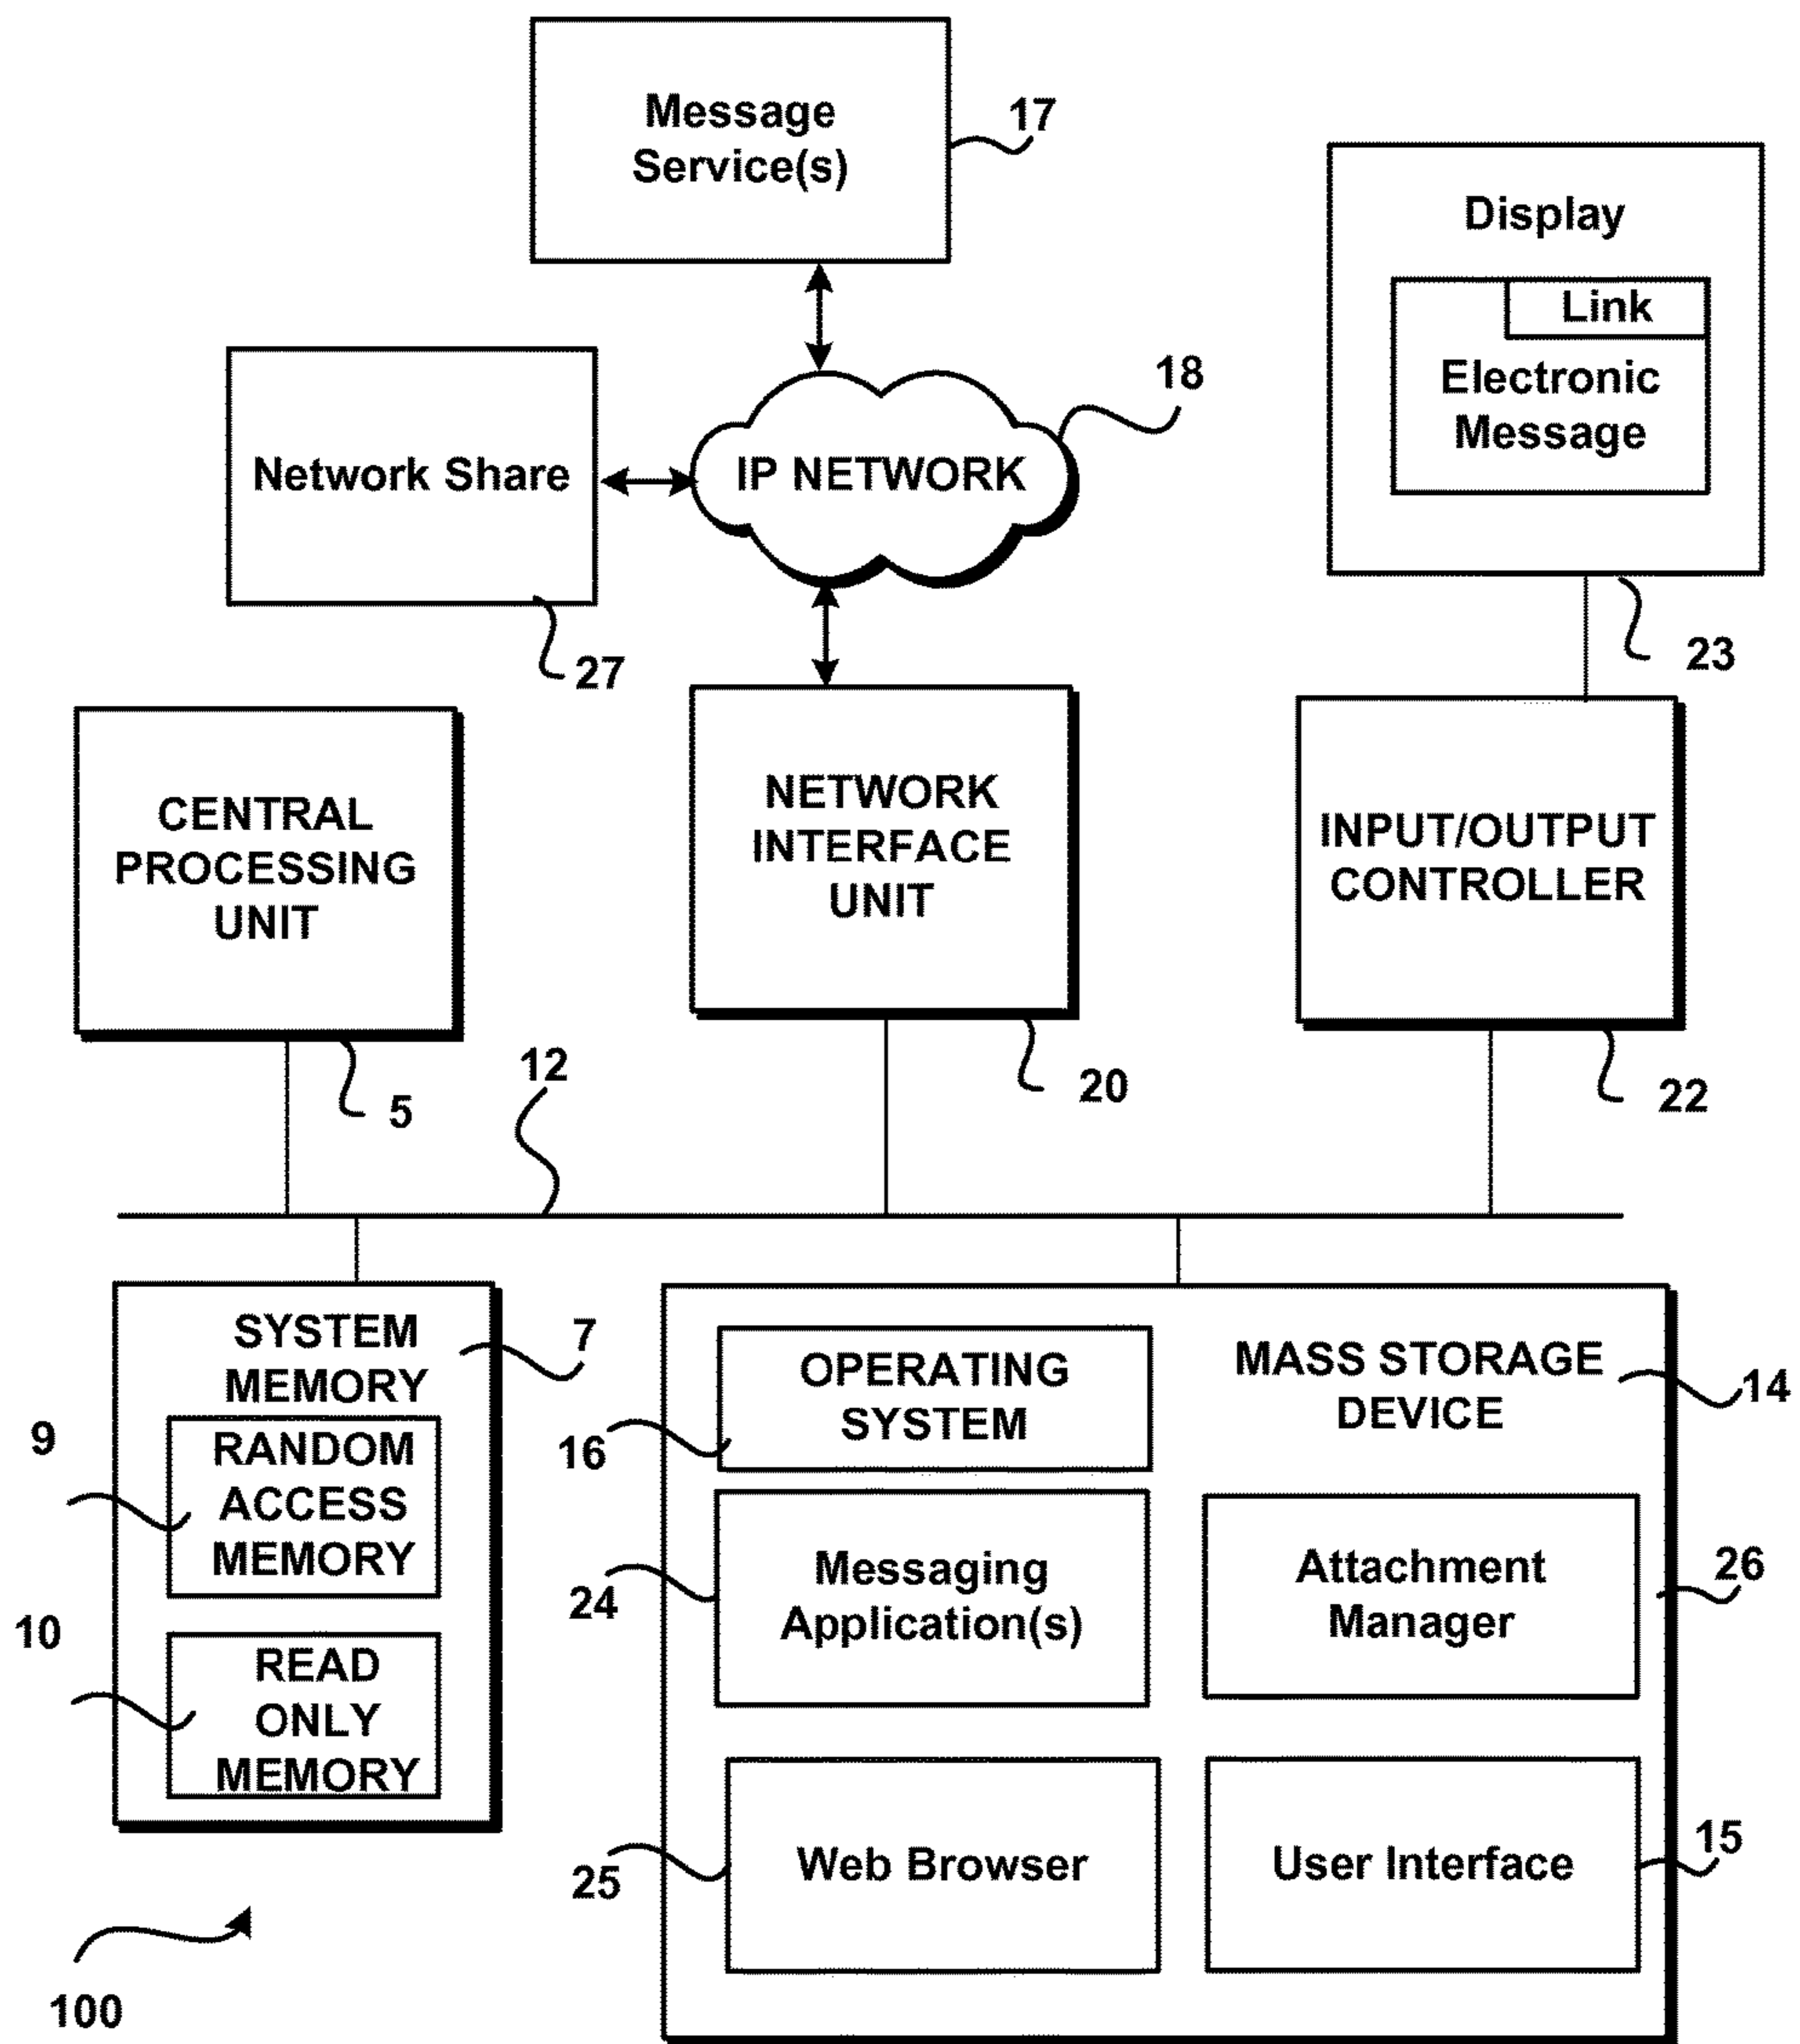 Message
Service(s)
17
Display
Link
Electronic
Message
23
Network Share
27
IP NETWORK
18
CENTRAL
PROCESSING
UNIT
5
NETWORK
INTERFACE
UNIT
20
INPUT/OUTPUT
CONTROLLER
22
12
SYSTEM
MEMORY
7
9
RANDOM
ACCESS
MEMORY
10
READ
ONLY
MEMORY
OPERATING
SYSTEM
16
MASS STORAGE
DEVICE
14
Messaging
Application(s)
24
Attachment
Manager
26
Web Browser
25
User Interface
15
100